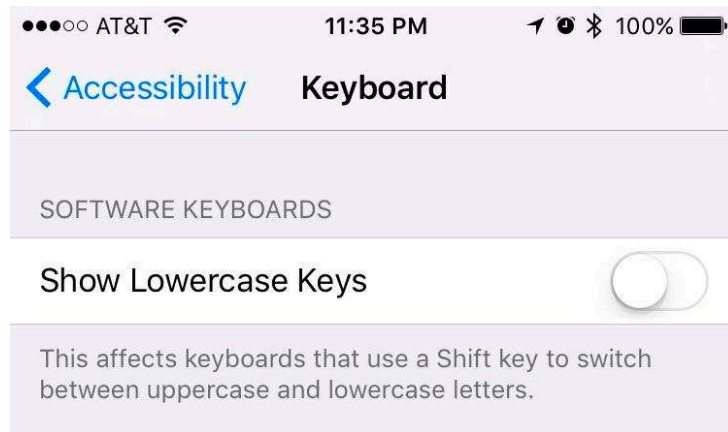 AT&T 11:35 PM 100%
Accessibility Keyboard
SOFTWARE KEYBOARDS
Show Lowercase Keys
This affects keyboards that use a Shift key to switch
between uppercase and lowercase letters.